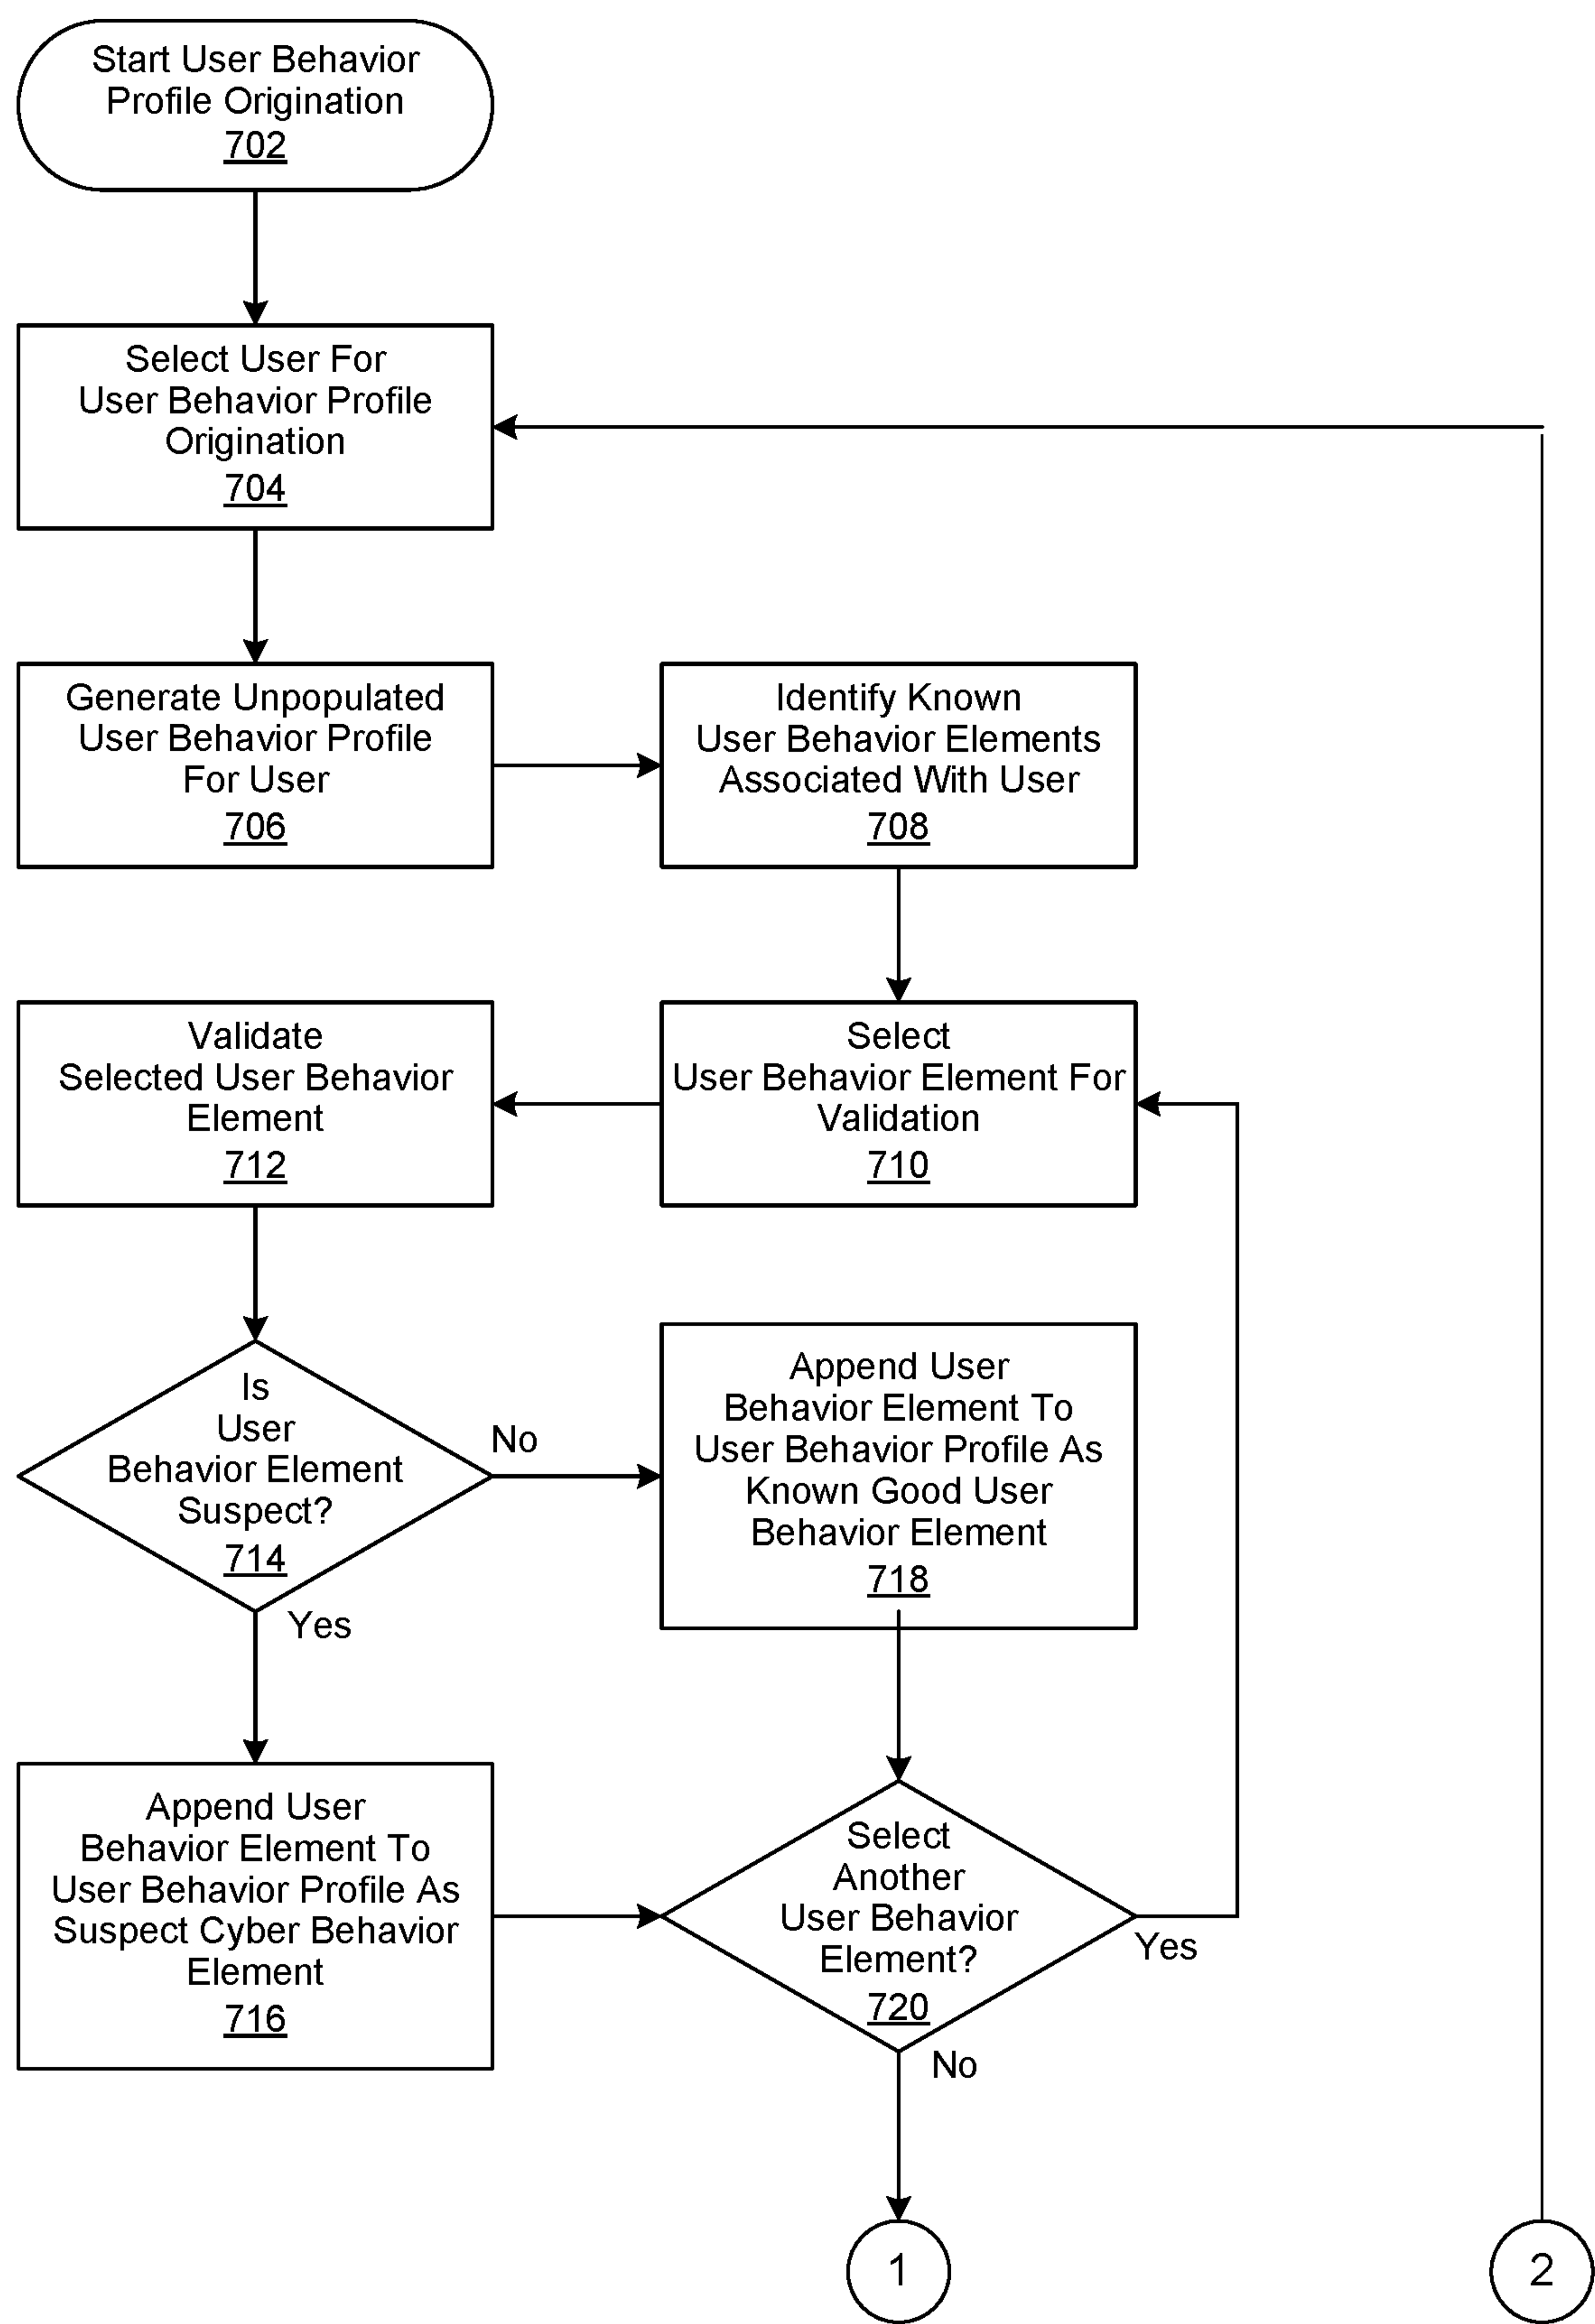 Start User Behavior
Profile Origination
702
Select User For
User Behavior Profile
Origination
704
Generate Unpopulated
User Behavior Profile
For User
706
Identify Known
User Behavior Elements
Associated With User
708
Select
User Behavior Element For
Validation
710
Validate
Selected User Behavior
Element
712
Is
User
Behavior Element
Suspect?
714
No
Yes
Append User
Behavior Element To
User Behavior Profile As
Known Good User
Behavior Element
718
Append User
Behavior Element To
User Behavior Profile As
Suspect Cyber Behavior
Element
716
Select
Another
User Behavior
Element?
720
Yes
No
1
2